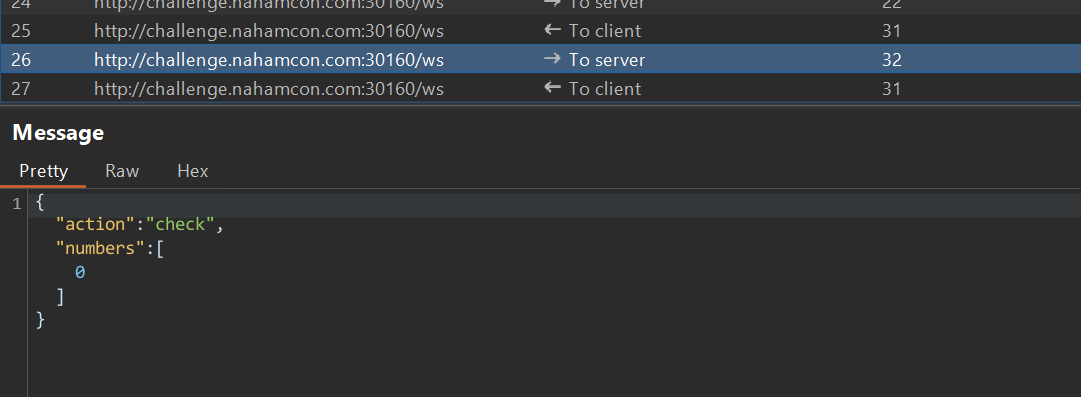 24 http://challenge.nahamcon.com:30160/ws → To server 22
25 http://challenge.nahamcon.com:30160/ws ← To client 31
26 http://challenge.nahamcon.com:30160/ws → To server 32
27 http://challenge.nahamcon.com:30160/ws ← To client 31
Message
Pretty Raw Hex
1 {
"action":"check",
"numbers":[
0
]
}